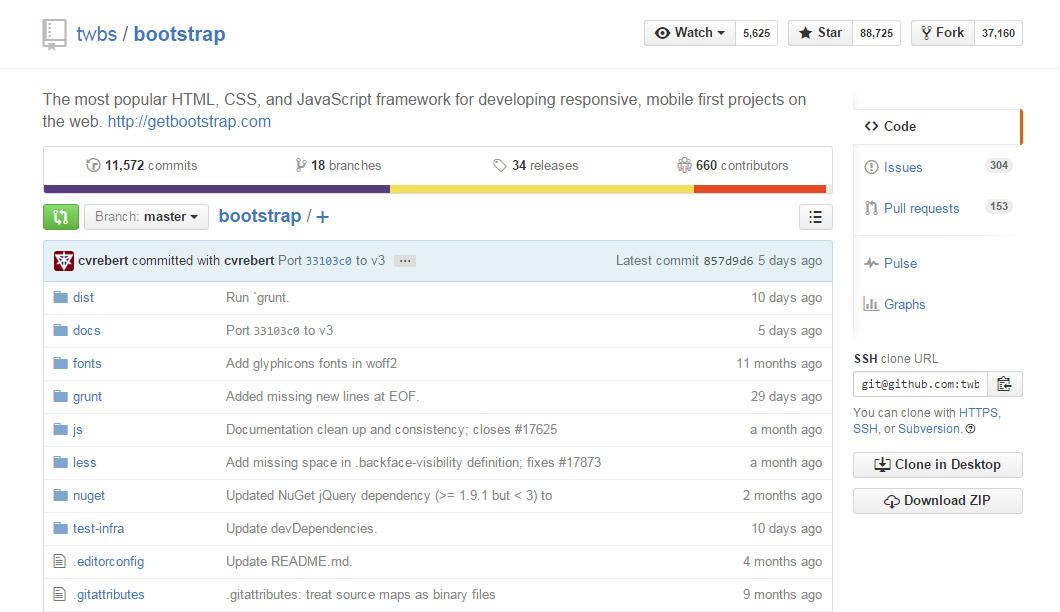 twbs / bootstrap
Watch 5,625 Star 88,725 Fork 37,160
The most popular HTML, CSS, and JavaScript framework for developing responsive, mobile first projects on
the web. http://getbootstrap.com
11,572 commits 18 branches 34 releases 660 contributors
Branch: master bootstrap / +
cvrebert committed with cvrebert Port 33103c0 to v3 ... Latest commit 857d9d6 5 days ago
dist Run `grunt. 10 days ago
docs Port 33103c0 to v3 5 days ago
fonts Add glyphicons fonts in woff2 11 months ago
grunt Added missing new lines at EOF. 29 days ago
js Documentation clean up and consistency; closes #17625 a month ago
less Add missing space in .backface-visibility definition; fixes #17873 a month ago
nuget Updated NuGet jQuery dependency (>= 1.9.1 but < 3) to 2 months ago
test-infra Update devDependencies. 10 days ago
.editorconfig Update README.md. 4 months ago
.gitattributes .gitattributes: treat source maps as binary files 9 months ago
Code
Issues 304
Pull requests 153
Pulse
Graphs
SSH clone URL
git@github.com:twb
You can clone with HTTPS,
SSH, or Subversion.
Clone in Desktop
Download ZIP